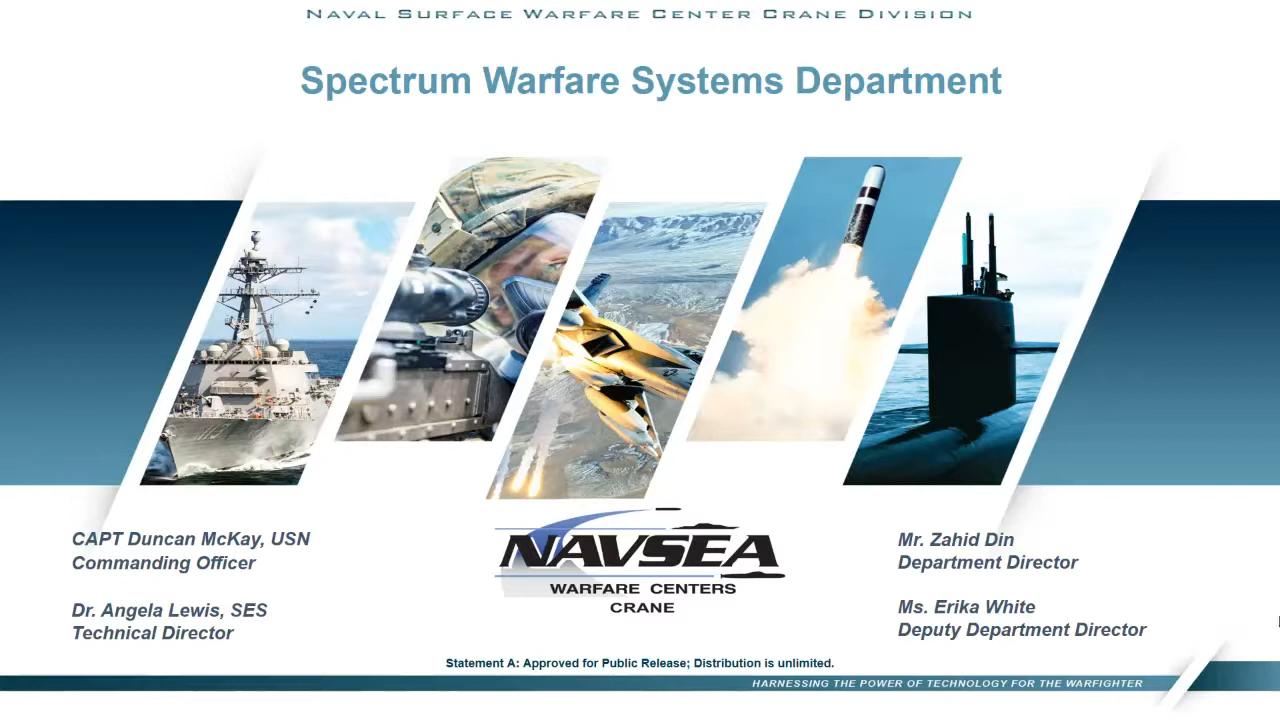 NAVAL SURFACE WARFARE CENTER CRANE DIVISION
Spectrum Warfare Systems Department
CAPT Duncan McKay, USN
Commanding Officer
Dr. Angela Lewis, SES
Technical Director
NAVSEA
WARFARE CENTERS
CRANE
Mr. Zahid Din
Department Director
Ms. Erika White
Deputy Department Director
Statement A: Approved for Public Release; Distribution is unlimited.
HARNESSING THE POWER OF TECHNOLOGY FOR THE WARFIGHTER